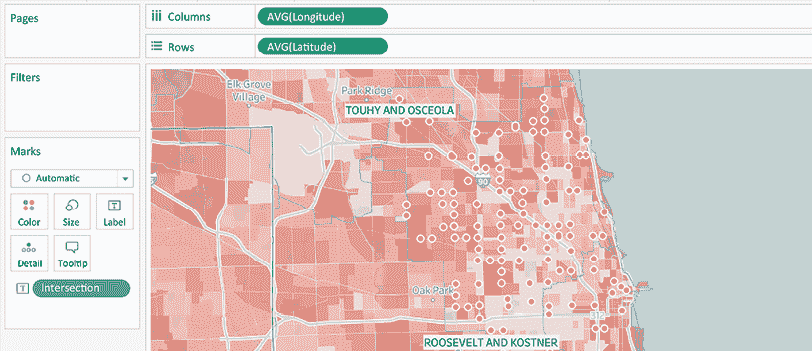 Pages
Columns
AVG(Longitude)
Rows
AVG(Latitude)
Filters
Marks
Automatic
Color
Size
Label
Detail
Tooltip
Intersection
Elk Grove
Village
Park Ridge
TOUHY AND OSCEOLA
90
Oak Park
312
ROOSEVELT AND KOSTNER